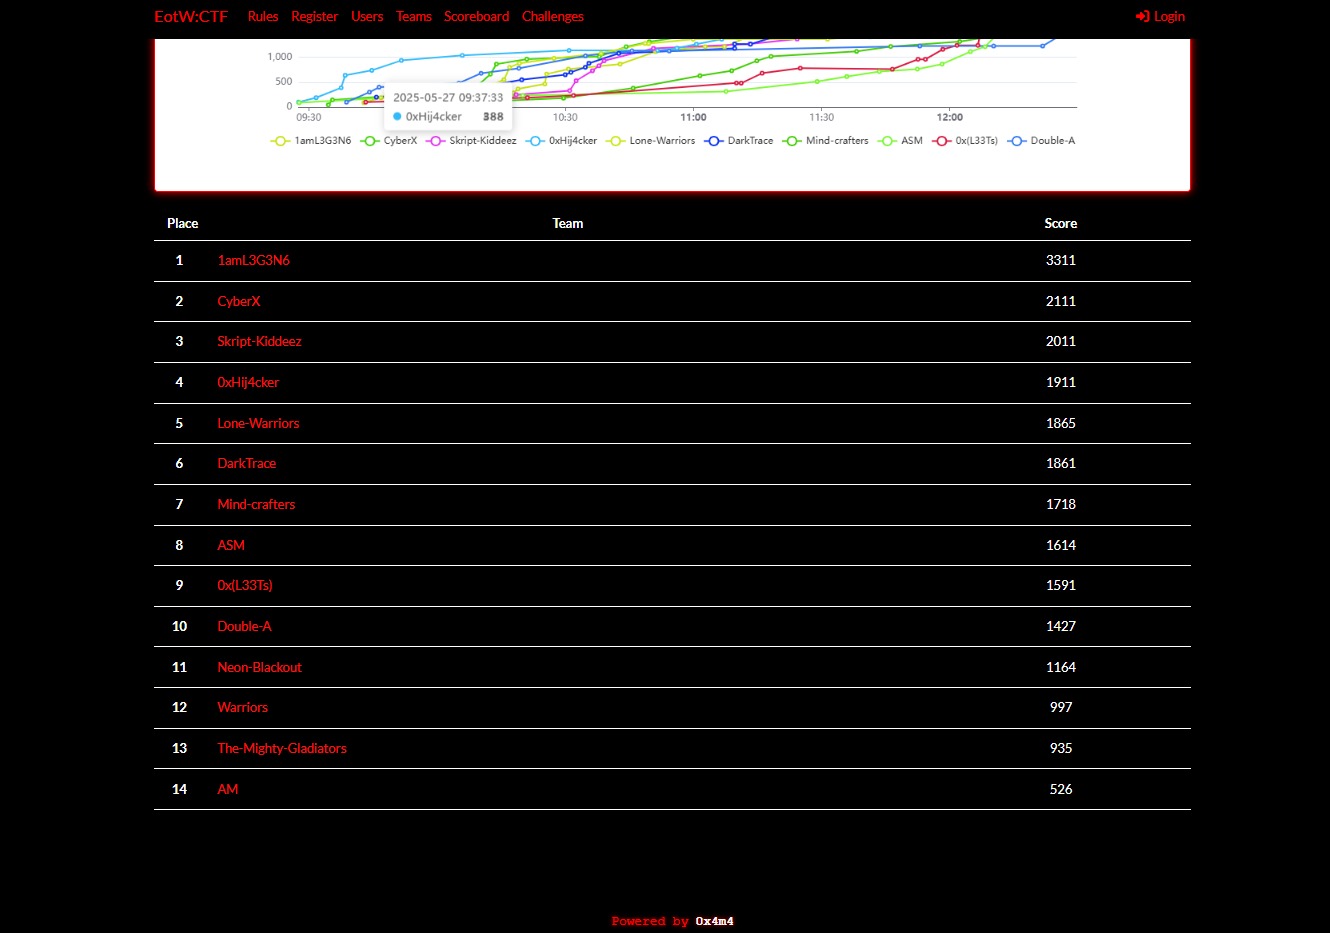 EotW:CTF Rules Register Users Teams Scoreboard Challenges Login
1,000
500
0
2025-05-27 09:37:33
0xHij4cker 388
09:30 10:30 11:00 11:30 12:00
1amL3G3N6 CyberX Skript-Kiddeez 0xHij4cker Lone-Warriors DarkTrace Mind-crafters ASM 0x(L33Ts) Double-A
Place Team Score
1 1amL3G3N6 3311
2 CyberX 2111
3 Skript-Kiddeez 2011
4 0xHij4cker 1911
5 Lone-Warriors 1865
6 DarkTrace 1861
7 Mind-crafters 1718
8 ASM 1614
9 0x(L33Ts) 1591
10 Double-A 1427
11 Neon-Blackout 1164
12 Warriors 997
13 The-Mighty-Gladiators 935
14 AM 526
Powered by 0x4m4